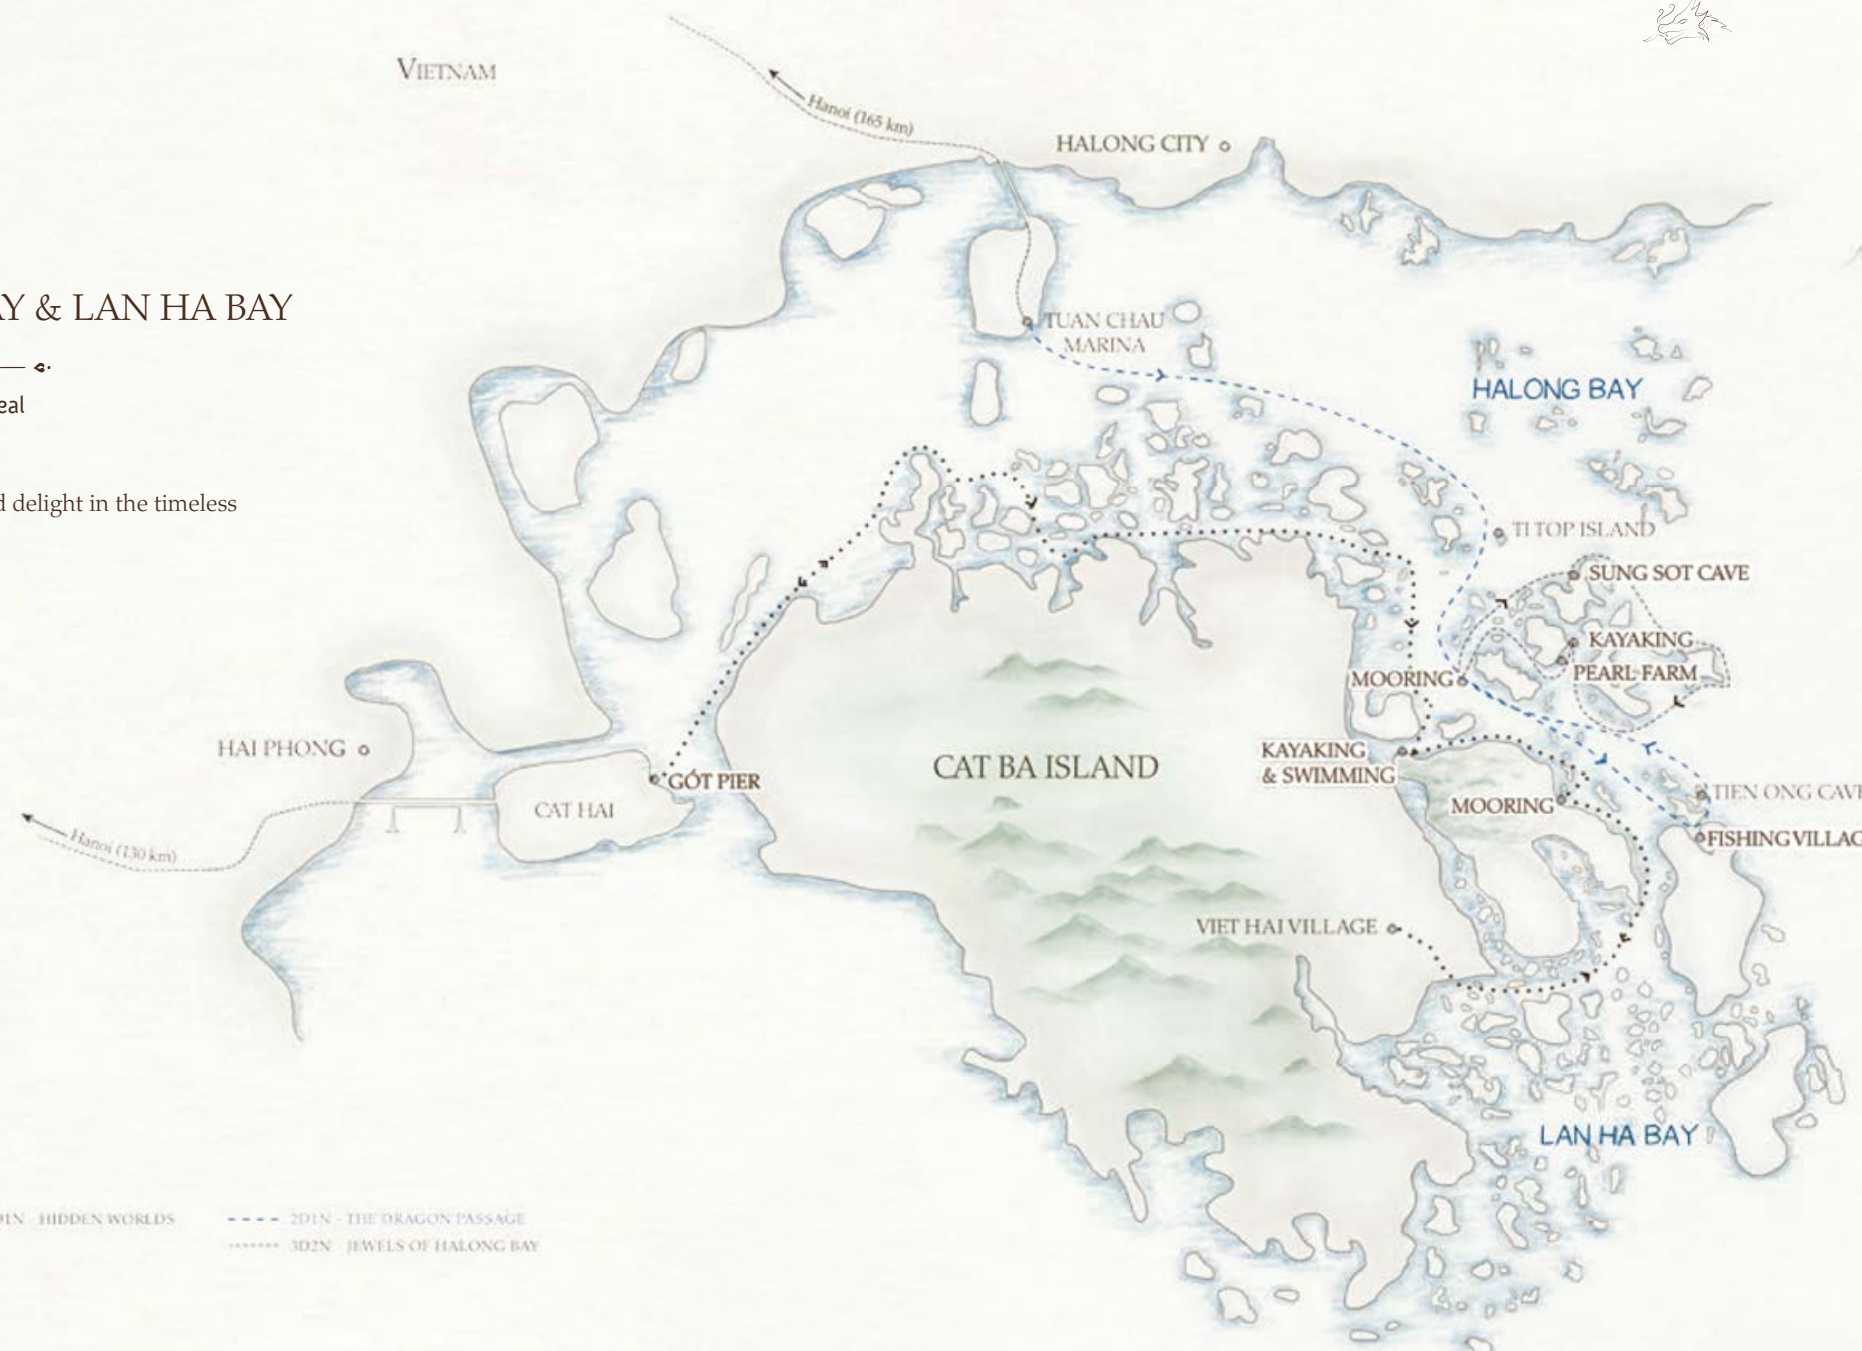 VIETNAM
Hanoi (165 km)
HALONG CITY
AY & LAN HA BAY
TUAN CHAU
MARINA
HALONG BAY
eal
d delight in the timeless
TI TOP ISLAND
SUNG SOT CAVE
KAYAKING
PEARL FARM
MOORING
HAI PHONG
GÓT PIER
CAT BA ISLAND
KAYAKING
& SWIMMING
MOORING
CAT HAI
TIEN ONG CAVE
FISHING VILLAG
Hanoi (130 km)
VIET HAI VILLAGE
LAN HA BAY
D1N HIDDEN WORLDS
2D1N - THE DRAGON PASSAGE
3D2N JEWELS OF HALONG BAY